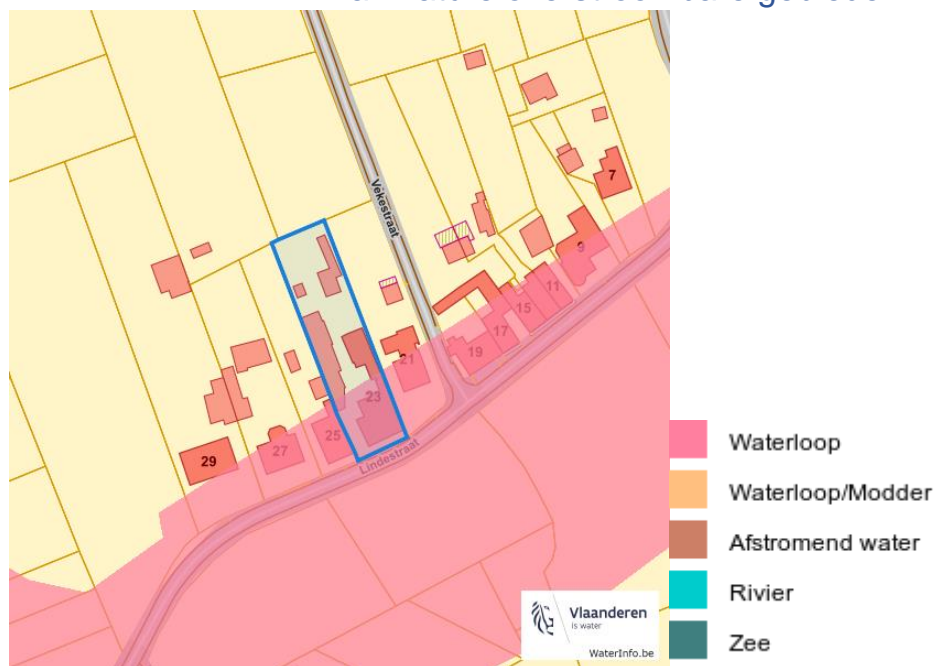 Vekestraat
7
9
11
15
17
19
21
23
25
27
29
Lindestraat
Waterloop
Waterloop/Modder
Afstromend water
Rivier
Zee
Vlaanderen
is water
WaterInfo.be